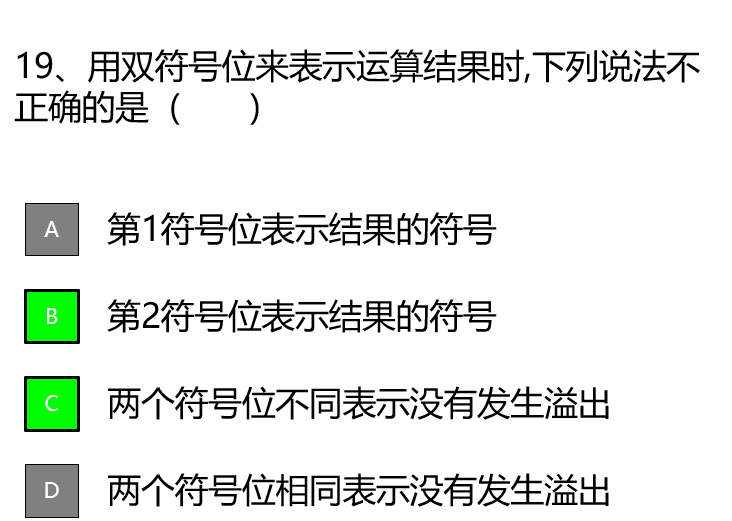 19、用双符号位来表示运算结果时,下列说法不
正确的是（　　）
A 第1符号位表示结果的符号
B 第2符号位表示结果的符号
C 两个符号位不同表示没有发生溢出
D 两个符号位相同表示没有发生溢出